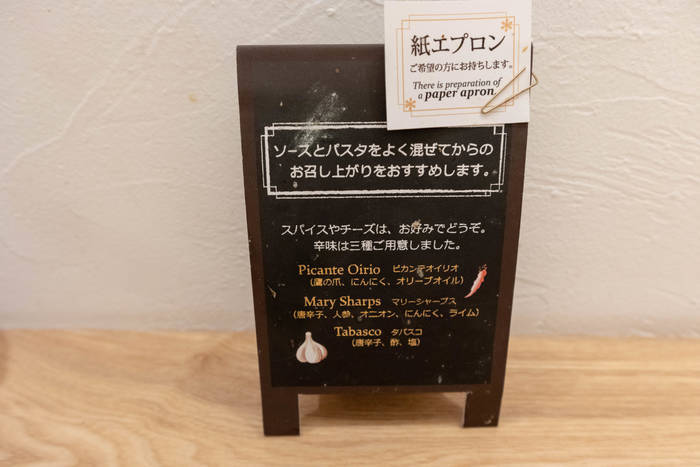 紙エプロン
ご希望の方にお持ちします。
There is preparation of
a paper apron
ソースとパスタをよく混ぜてからの
お召し上がりをおすすめします。
スパイスやチーズは、お好みでどうぞ。
辛味は三種ご用意しました。
Picante Oirio ピカンテオイリオ
（鷹の爪、にんにく、オリーブオイル）
Mary Sharps マリーシャープス
（唐辛子、人参、オニオン、にんにく、ライム）
Tabasco タバスコ
（唐辛子、酢、塩）